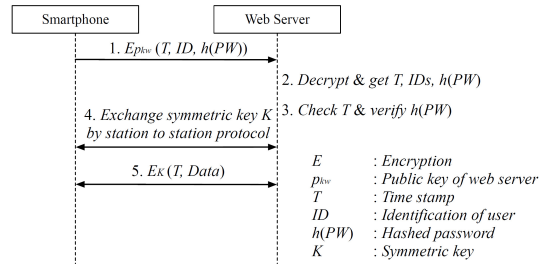 Smartphone
Web Server
1. Epkw (T, ID, h(PW))
2. Decrypt & get T, IDs, h(PW)
3. Check T & verify h(PW)
4. Exchange symmetric key K
by station to station protocol
5. EK (T, Data)
E : Encryption
pkw : Public key of web server
T : Time stamp
ID : Identification of user
h(PW) : Hashed password
K : Symmetric key